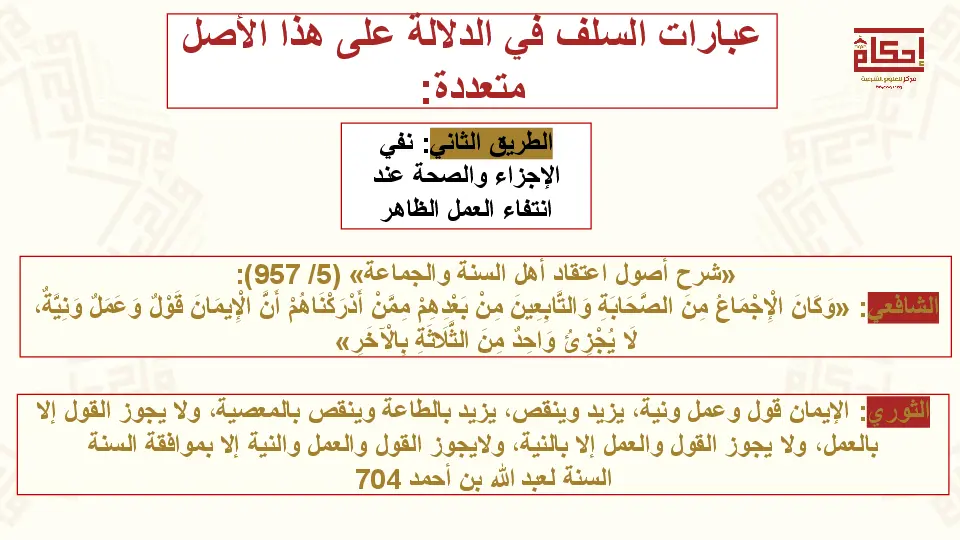 عبارات السلف في الدلالة على هذا الأصل
متعددة:
إحكام
مركز للعلوم الشرعية
الطريق الثاني: نفي
الإجزاء والصحة عند
انتفاء العمل الظاهر
«شرح أصول اعتقاد أهل السنة والجماعة» (5/ 957):
الشافعي: «وَكَانَ الْإِجْمَاعُ مِنَ الصَّحَابَةِ وَالتَّابِعِينَ مِنْ بَعْدِهِمْ مِمَّنْ أَدْرَكْنَاهُمْ أَنَّ الْإِيمَانَ قَوْلٌ وَعَمَلٌ وَنِيَّةٌ،
لَا يُجْزِئُ وَاحِدٌ مِنَ الثَّلَاثَةِ بِالْآخَرِ»
الثوري: الإيمان قول وعمل ونية، يزيد وينقص، يزيد بالطاعة وينقص بالمعصية، ولا يجوز القول إلا
بالعمل، ولا يجوز القول والعمل إلا بالنية، ولايجوز القول والعمل والنية إلا بموافقة السنة
السنة لعبد الله بن أحمد 704